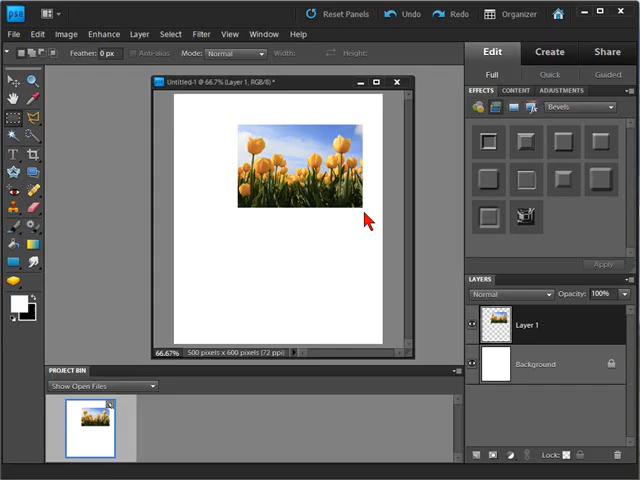 pse
Reset Panels
Undo
Redo
Organizer
File
Edit
Image
Enhance
Layer
Select
Filter
View
Window
Help
Feather: 0 px
Anti-alias
Mode: Normal
Width:
Height:
Edit
Create
Share
Full
Quick
Guided
EFFECTS
CONTENT
ADJUSTMENTS
Bevels
Untitled-1 @ 66.7% (Layer 1, RGB/8) *
Apply
LAYERS
Normal
Opacity: 100%
Layer 1
Background
66.67%
500 pixels x 600 pixels (72 ppi)
PROJECT BIN
Show Open Files
Lock: